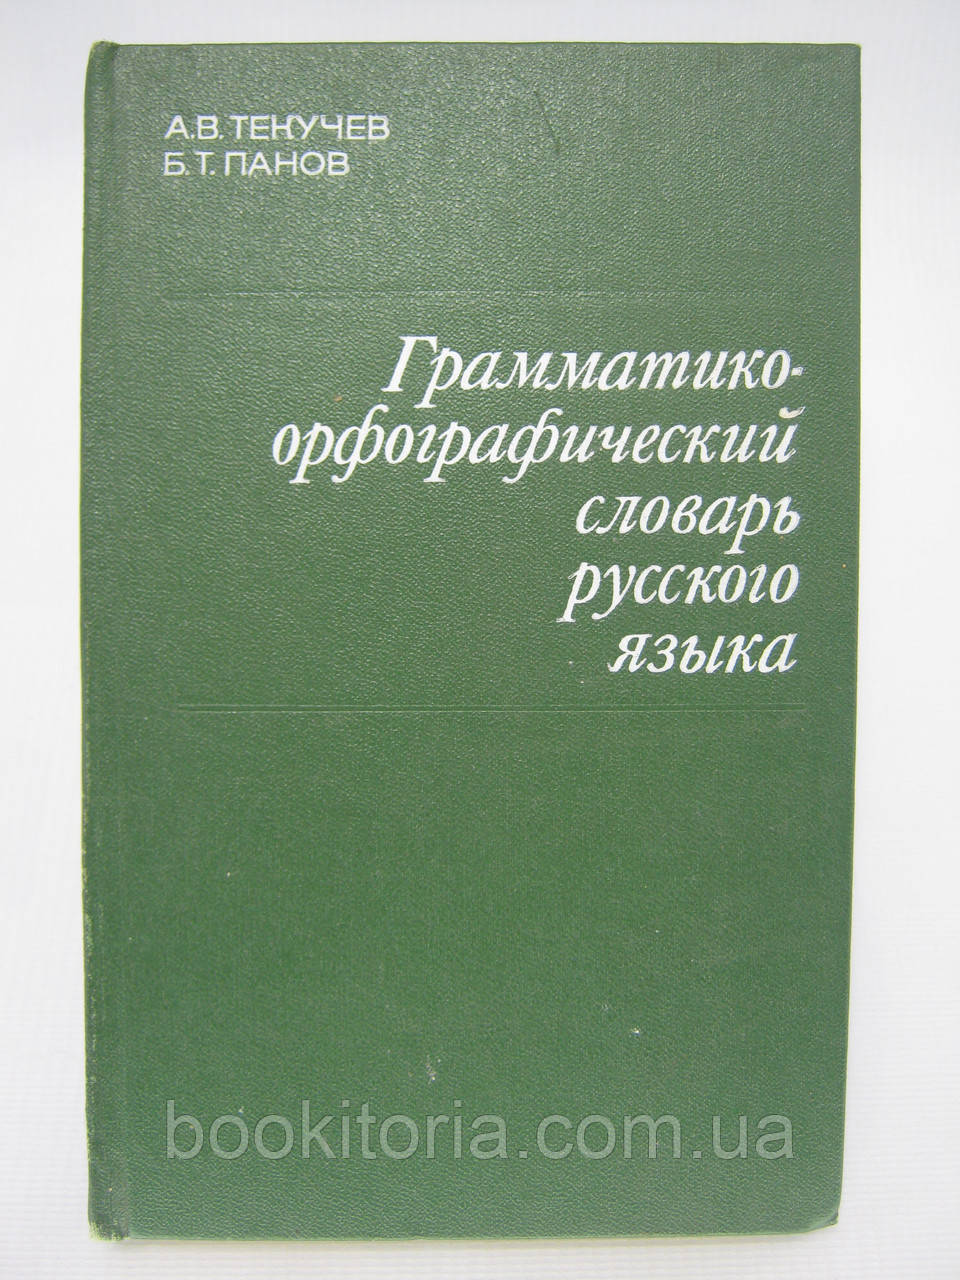 А.В. ТЕКУЧЕВ
Б.Т. ПАНОВ
Грамматико-
орфографический
словарь
русского
языка
bookitoria.com.ua